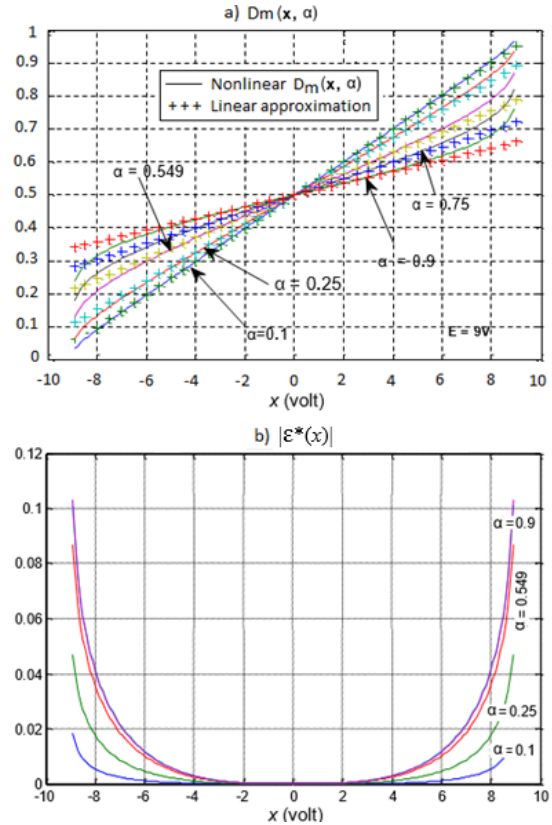 a) Dm (x, α)
1
0.9
0.8
0.7
0.6
0.5
0.4
0.3
0.2
0.1
0
Nonlinear Dm(x, α)
+++ Linear approximation
α = 0.549
α = 0.75
α = 0.9
α = 0.25
α=0.1
E = 9V
-10 -8 -6 -4 -2 0 2 4 6 8 10
x (volt)
b) |ε*(x)|
0.12
0.1
0.08
0.06
0.04
0.02
0
α = 0.9
α = 0.549
α = 0.25
α = 0.1
-10 -8 -6 -4 -2 0 2 4 6 8 10
x (volt)